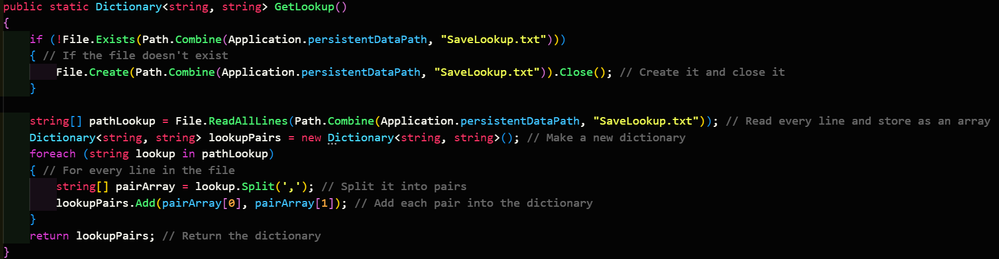 public static Dictionary<string, string> GetLookup()
{
    if (!File.Exists(Path.Combine(Application.persistentDataPath, "SaveLookup.txt")))
    { // If the file doesn't exist
        File.Create(Path.Combine(Application.persistentDataPath, "SaveLookup.txt")).Close(); // Create it and close it
    }

    string[] pathLookup = File.ReadAllLines(Path.Combine(Application.persistentDataPath, "SaveLookup.txt")); // Read every line and store as an array
    Dictionary<string, string> lookupPairs = new Dictionary<string, string>(); // Make a new dictionary
    foreach (string lookup in pathLookup)
    { // For every line in the file
        string[] pairArray = lookup.Split(','); // Split it into pairs
        lookupPairs.Add(pairArray[0], pairArray[1]); // Add each pair into the dictionary
    }
    return lookupPairs; // Return the dictionary
}